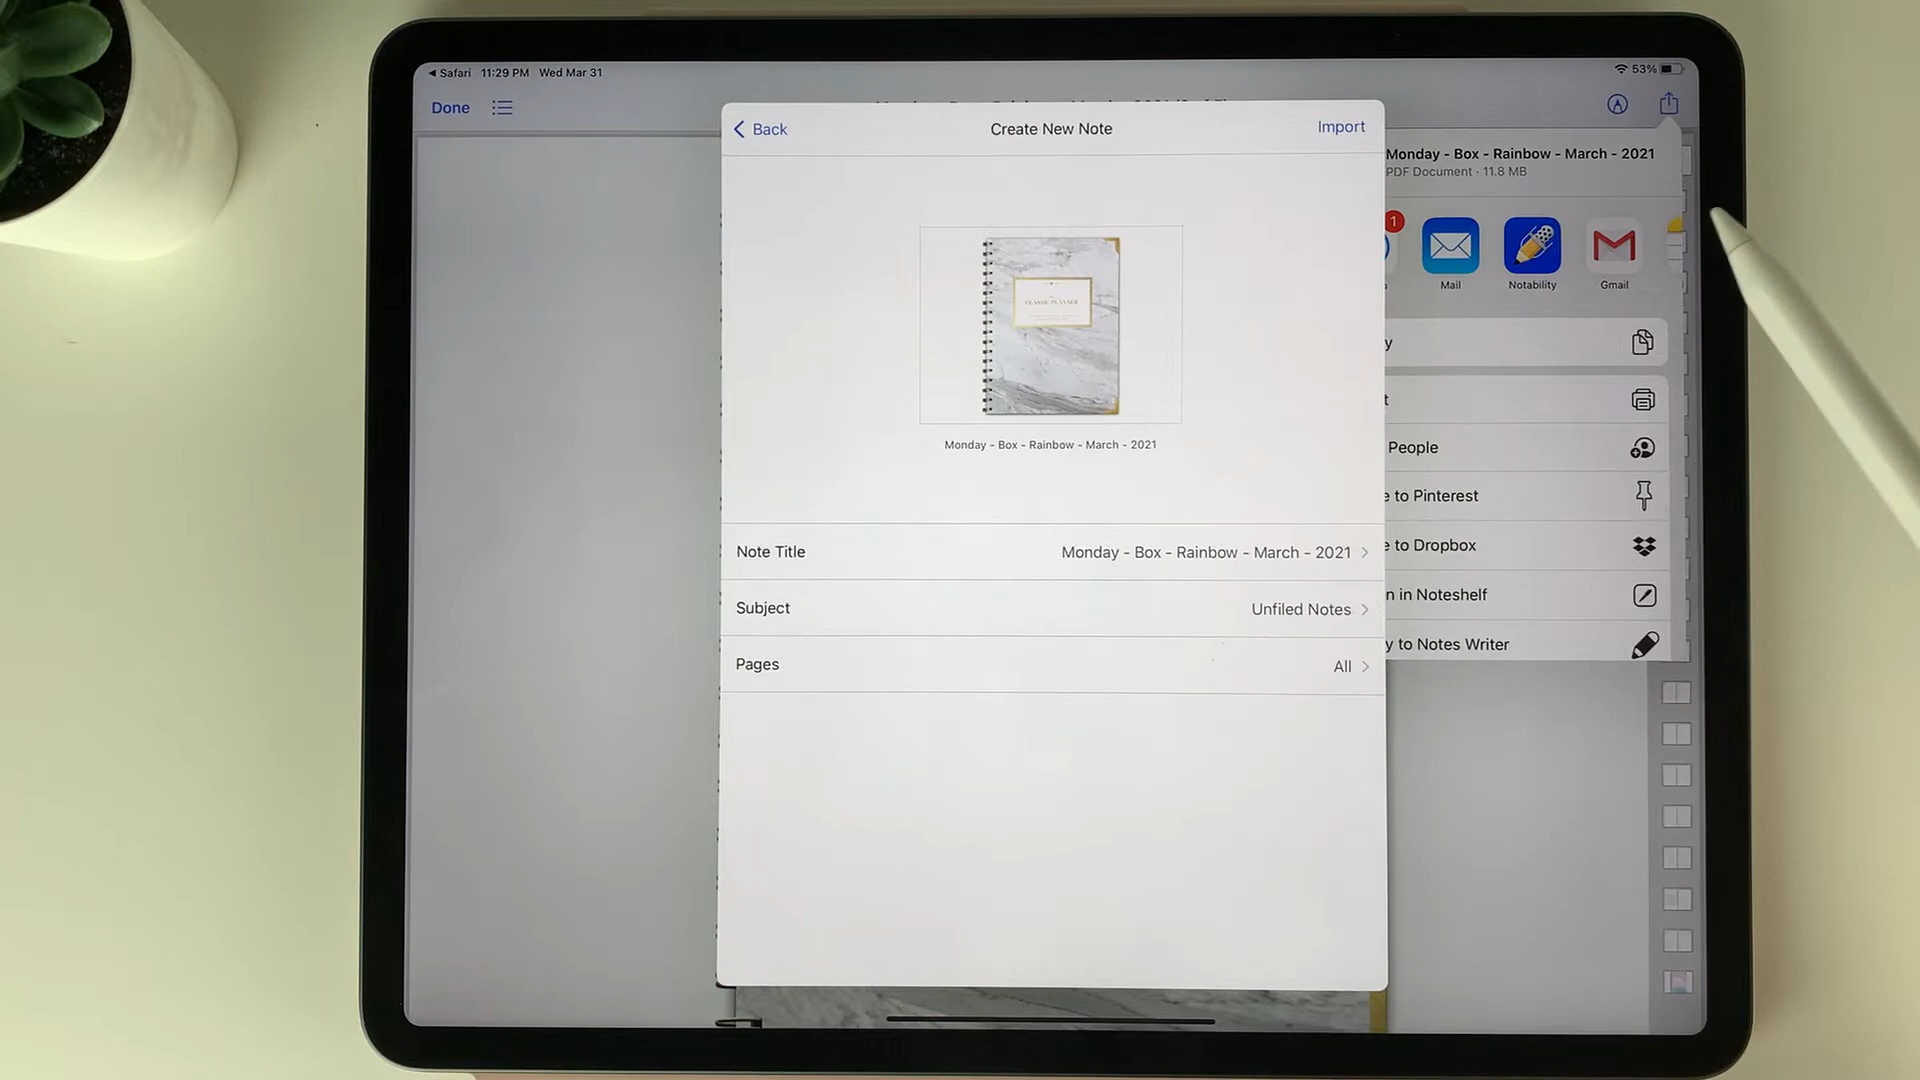 Safari 11:29 PM Wed Mar 31
53%
Done
Back
Create New Note
Import
Monday - Box - Rainbow - March - 2021
PDF Document · 11.8 MB
1
Mail
Notability
Gmail
CLASSIC PLANNER
Monday - Box - Rainbow - March - 2021
y
t
People
e to Pinterest
e to Dropbox
n in Noteshelf
y to Notes Writer
Note Title
Monday - Box - Rainbow - March - 2021
Subject
Unfiled Notes
Pages
All